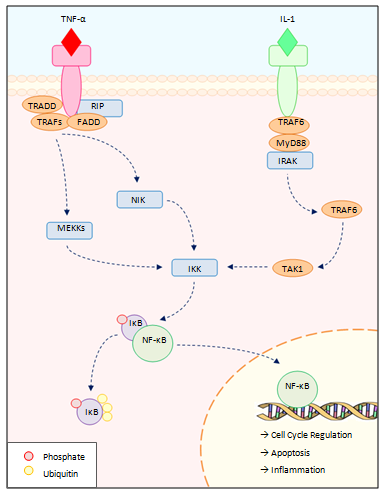 TNF-α
IL-1
TRADD
RIP
TRAFs
FADD
TRAF6
MyD88
IRAK
NIK
TRAF6
MEKKs
IKK
TAK1
IκB
NF-κB
NF-κB
IκB
→ Cell Cycle Regulation
→ Apoptosis
→ Inflammation
Phosphate
Ubiquitin